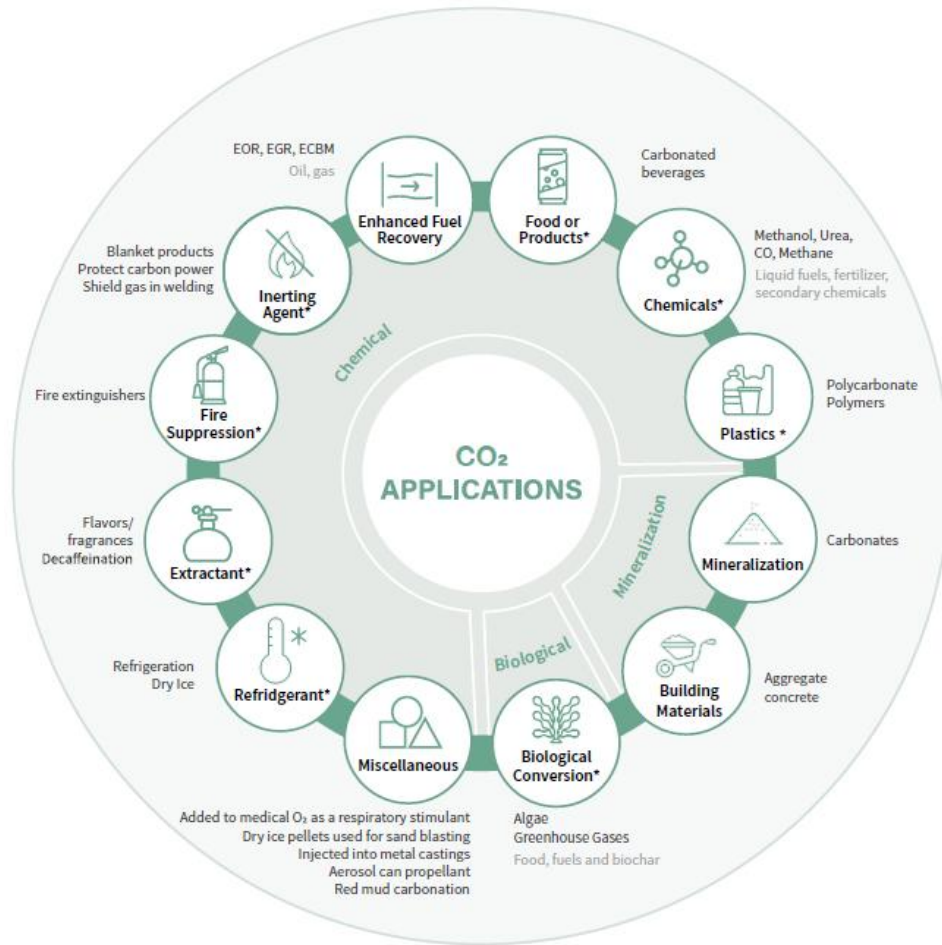 CO₂
APPLICATIONS
Chemical
Mineralization
Biological
EOR, EGR, ECBM
Oil, gas
Enhanced Fuel
Recovery
Food or
Products*
Carbonated
beverages
Chemicals*
Methanol, Urea,
CO, Methane
Liquid fuels, fertilizer,
secondary chemicals
Plastics *
Polycarbonate
Polymers
Mineralization
Carbonates
Building
Materials
Aggregate
concrete
Biological
Conversion*
Algae
Greenhouse Gases
Food, fuels and biochar
Miscellaneous
Added to medical O₂ as a respiratory stimulant
Dry ice pellets used for sand blasting
Injected into metal castings
Aerosol can propellant
Red mud carbonation
Refridgerant*
Refrigeration
Dry Ice
Extractant*
Flavors/
fragrances
Decaffeination
Fire
Suppression*
Fire extinguishers
Inerting
Agent*
Blanket products
Protect carbon power
Shield gas in welding